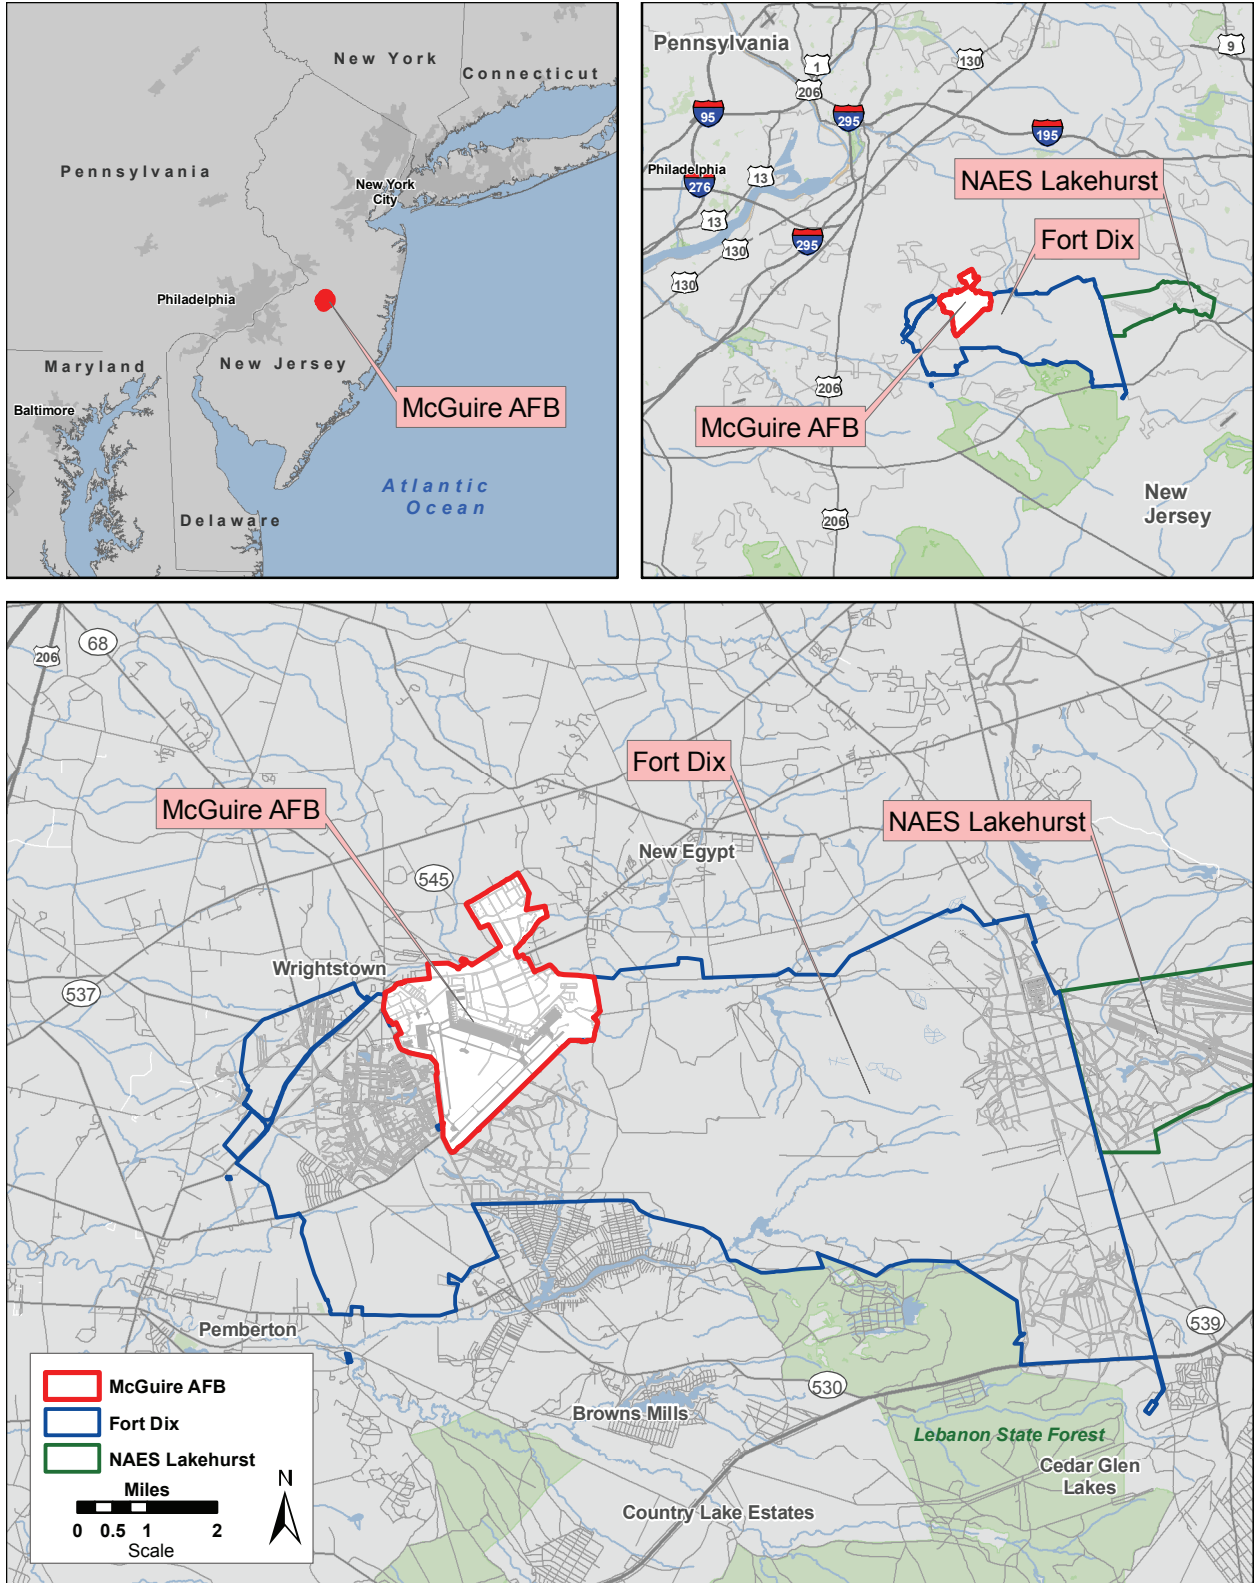 New York
Connecticut
Pennsylvania
New York
City
Philadelphia
New Jersey
Maryland
McGuire AFB
Baltimore
Atlantic
Ocean
Delaware
Pennsylvania
9
1
130
206
95
295
195
Philadelphia
276
13
NAES Lakehurst
13
Fort Dix
130
295
130
206
McGuire AFB
New
Jersey
206
68
206
Fort Dix
McGuire AFB
NAES Lakehurst
New Egypt
545
Wrightstown
537
Pemberton
539
530
Browns Mills
Lebanon State Forest
Cedar Glen
Lakes
Country Lake Estates
McGuire AFB
Fort Dix
NAES Lakehurst
Miles
N
0 0.5 1 2
Scale